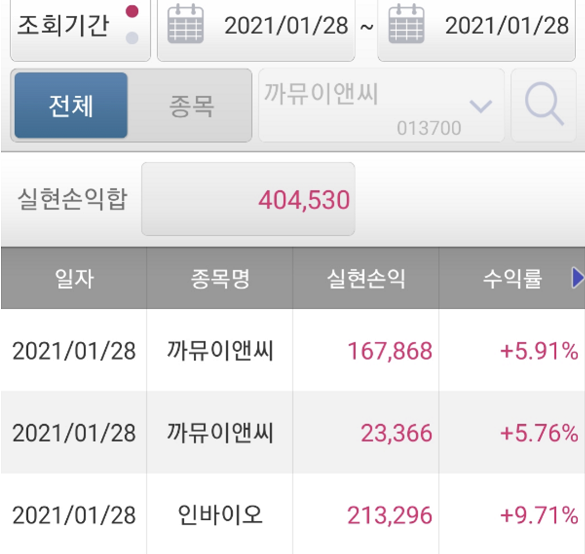 조회기간 2021/01/28 ~ 2021/01/28
전체 종목 까뮤이앤씨
013700
실현손익합 404,530
일자 종목명 실현손익 수익률
2021/01/28 까뮤이앤씨 167,868 +5.91%
2021/01/28 까뮤이앤씨 23,366 +5.76%
2021/01/28 인바이오 213,296 +9.71%